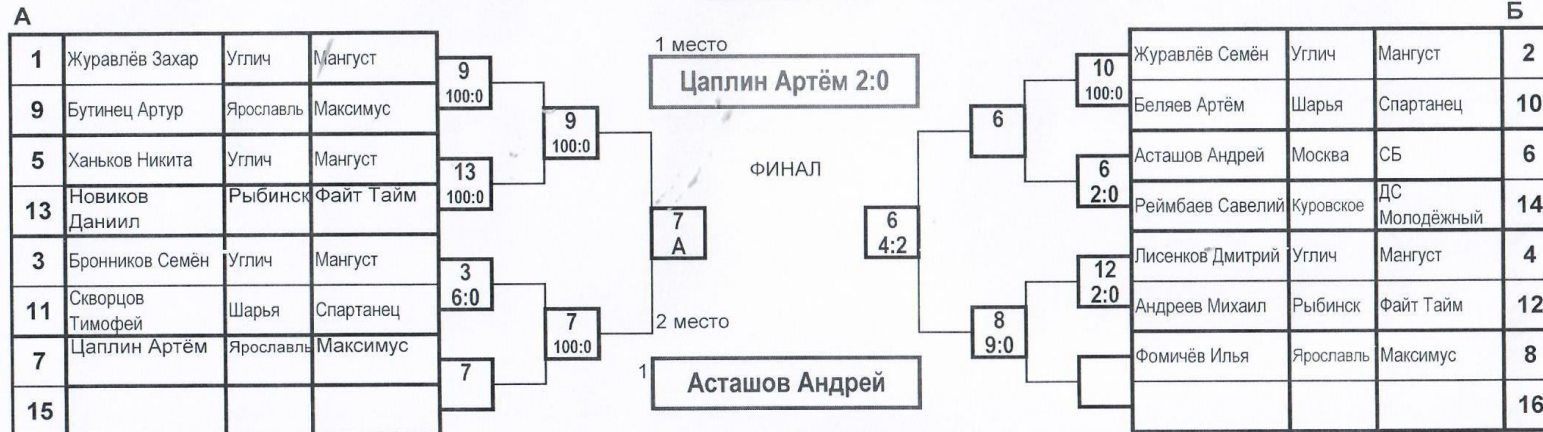 А
Б
1 Журавлёв Захар Углич Мангуст
9 Бутинец Артур Ярославль Максимус
5 Ханьков Никита Углич Мангуст
13 Новиков Даниил Рыбинск Файт Тайм
3 Бронников Семён Углич Мангуст
11 Скворцов Тимофей Шарья Спартанец
7 Цаплин Артём Ярославль Максимус
15
9
100:0
13
100:0
3
6:0
7
9
100:0
7
100:0
7
А
1 место
Цаплин Артём 2:0
ФИНАЛ
2 место
1
Асташов Андрей
6
4:2
6
8
9:0
10
100:0
6
2:0
12
2:0
Журавлёв Семён Углич Мангуст 2
Беляев Артём Шарья Спартанец 10
Асташов Андрей Москва СБ 6
Реймбаев Савелий Куровское ДС Молодёжный 14
Лисенков Дмитрий Углич Мангуст 4
Андреев Михаил Рыбинск Файт Тайм 12
Фомичёв Илья Ярославль Максимус 8
16